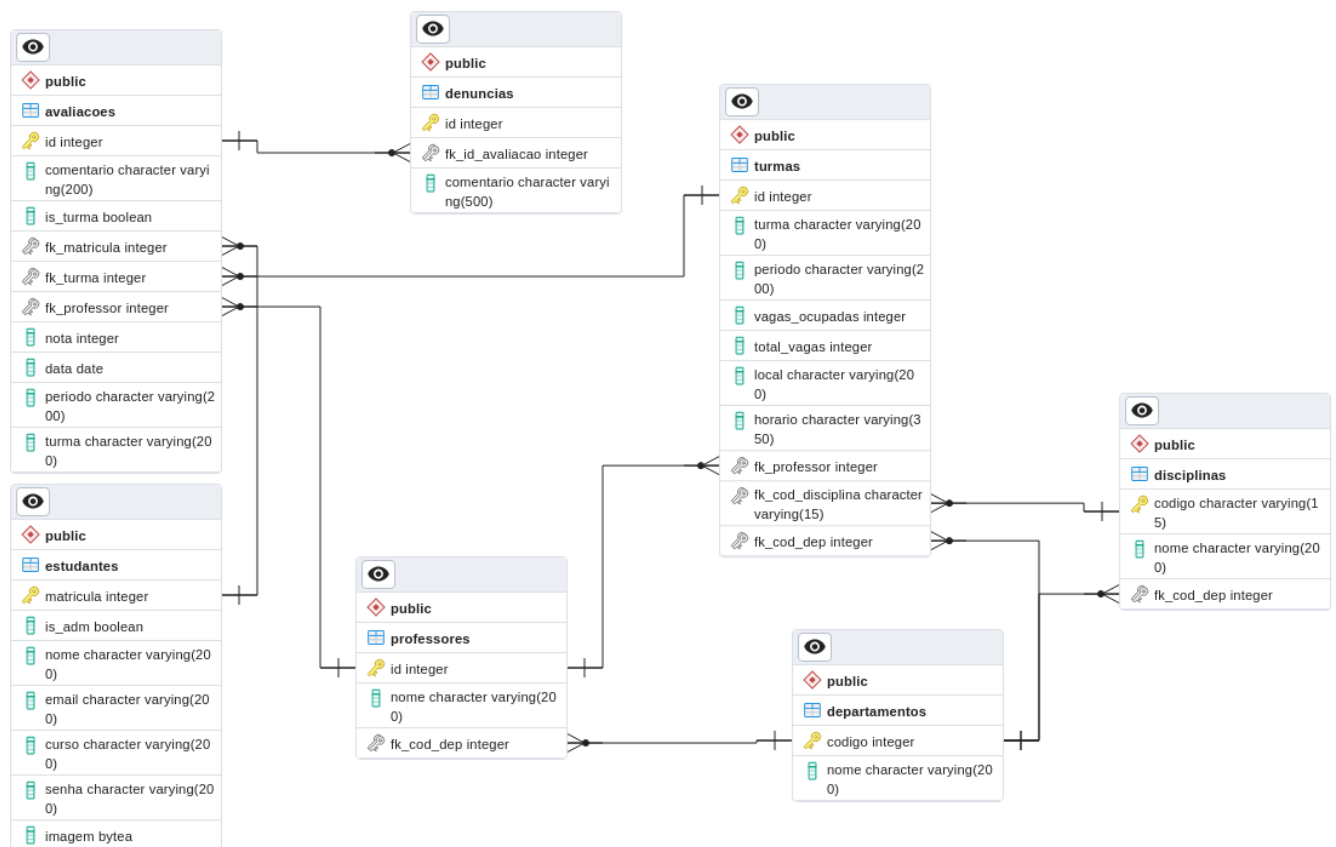 public
avaliacoes
id integer
comentario character varyi
ng(200)
is_turma boolean
fk_matricula integer
fk_turma integer
fk_professor integer
nota integer
data date
periodo character varying(2
00)
turma character varying(20
0)
public
denuncias
id integer
fk_id_avaliacao integer
comentario character varyi
ng(500)
public
turmas
id integer
turma character varying(20
0)
periodo character varying(2
00)
vagas_ocupadas integer
total_vagas integer
local character varying(20
0)
horario character varying(3
50)
fk_professor integer
fk_cod_disciplina character
varying(15)
fk_cod_dep integer
public
disciplinas
codigo character varying(1
5)
nome character varying(20
0)
fk_cod_dep integer
public
estudantes
matricula integer
is_adm boolean
nome character varying(20
0)
email character varying(20
0)
curso character varying(20
0)
senha character varying(20
0)
imagem bytea
public
professores
id integer
nome character varying(20
0)
fk_cod_dep integer
public
departamentos
codigo integer
nome character varying(20
0)